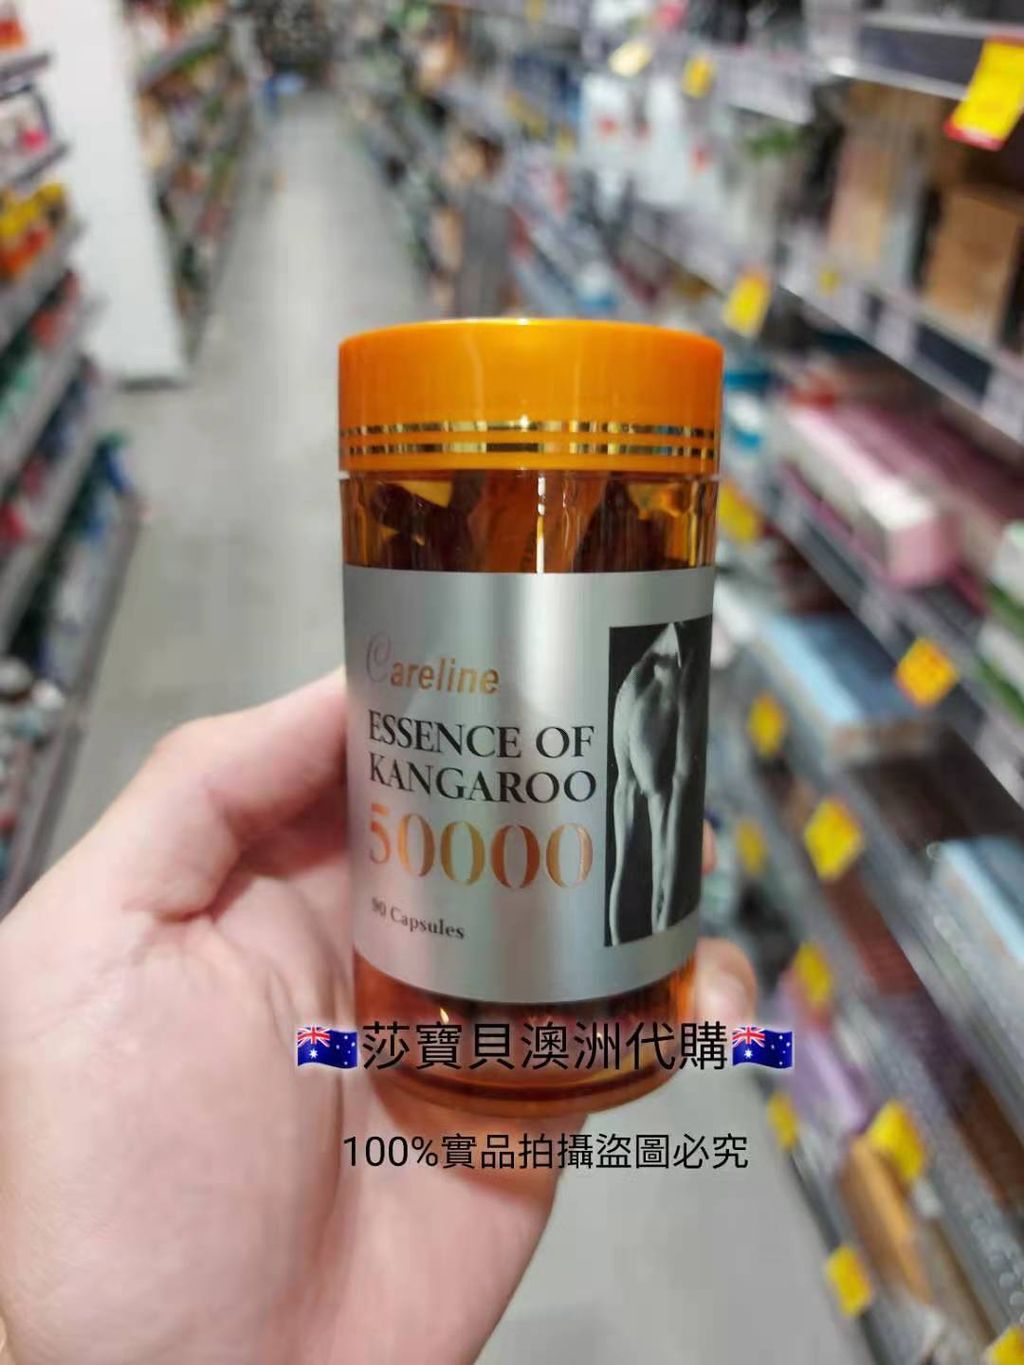 Careline
ESSENCE OF
KANGAROO
50000
90 Capsules
🇦🇺莎寶貝澳洲代購🇦🇺
100%實品拍攝盜圖必究